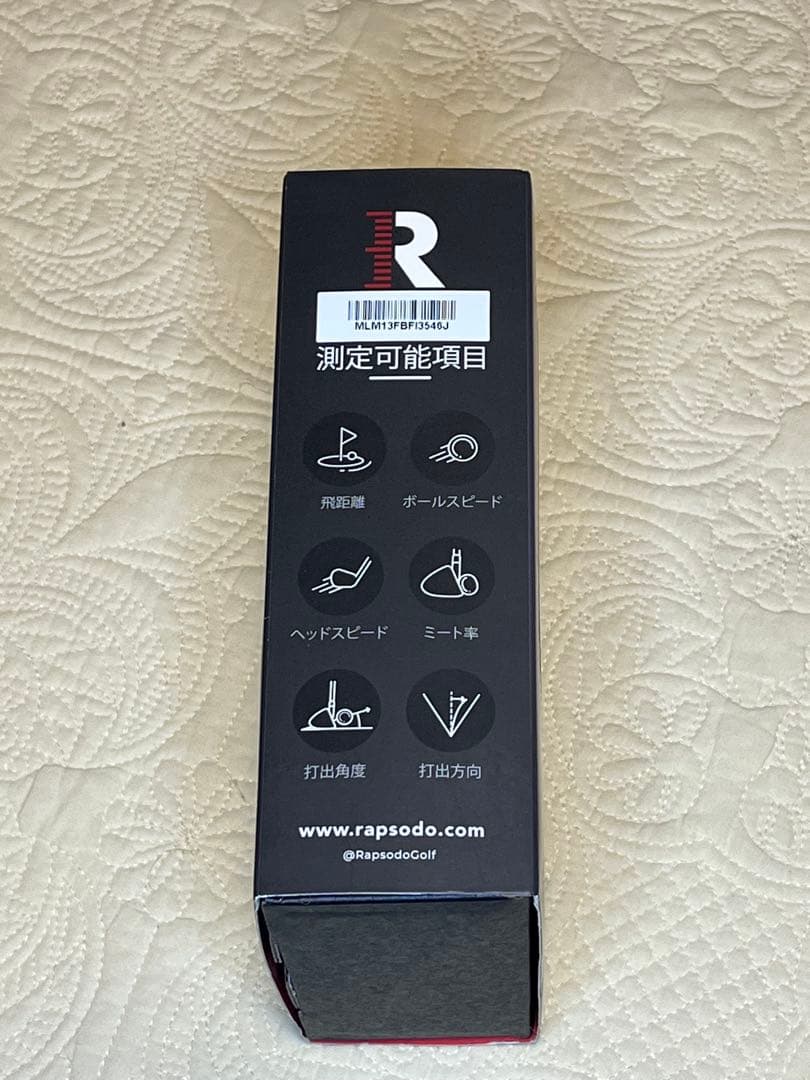 R
MLM13FBFI3546J
測定可能項目
飛距離 ボールスピード
ヘッドスピード ミート率
打出角度 打出方向
www.rapsodo.com
@RapsodoGolf